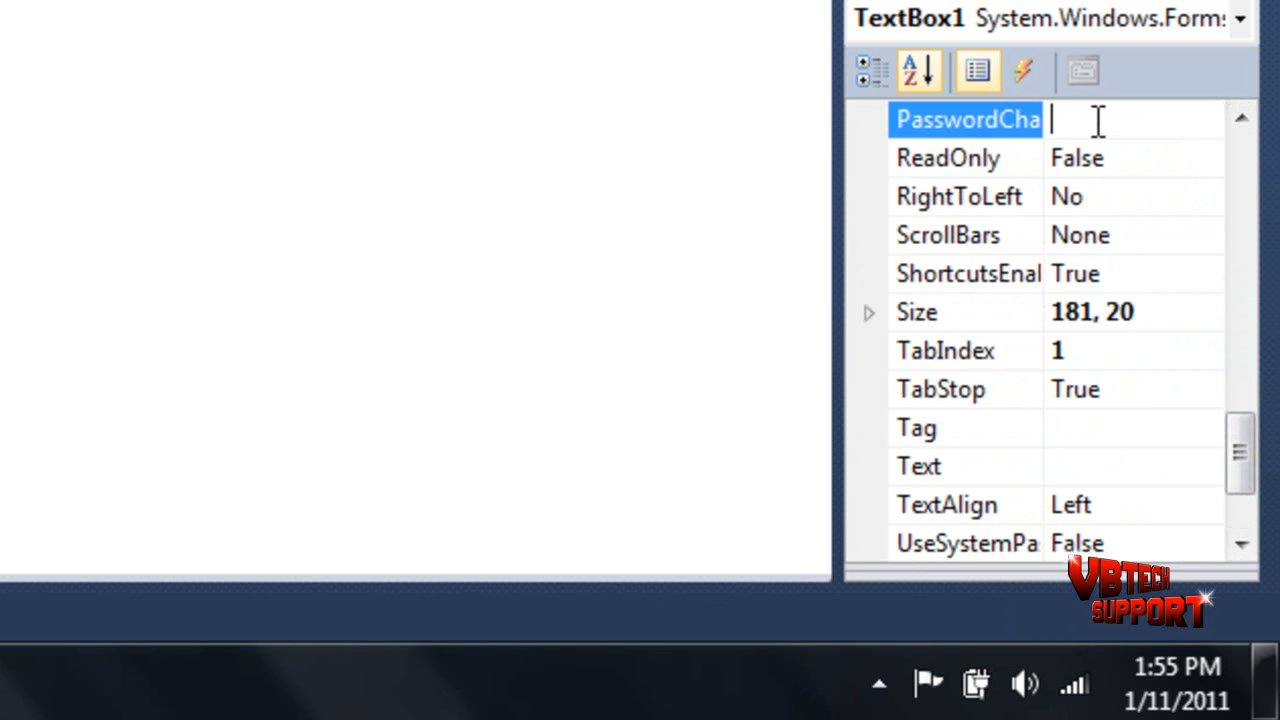 TextBox1 System.Windows.Forms
A
Z
PasswordCha
ReadOnly False
RightToLeft No
ScrollBars None
ShortcutsEnal True
Size 181, 20
TabIndex 1
TabStop True
Tag
Text
TextAlign Left
UseSystemPa False
VBTECH
SUPPORT
1:55 PM
1/11/2011